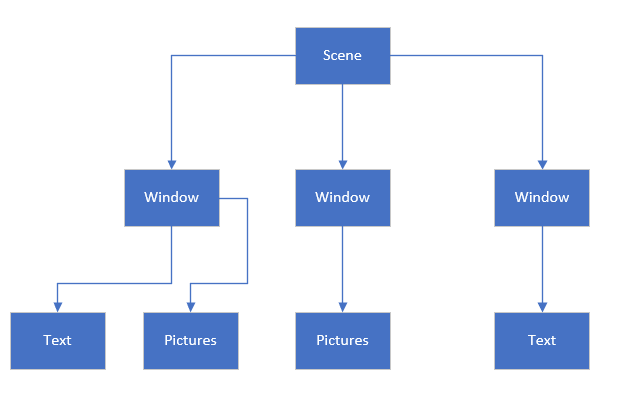 Scene
Window
Window
Window
Text
Pictures
Pictures
Text